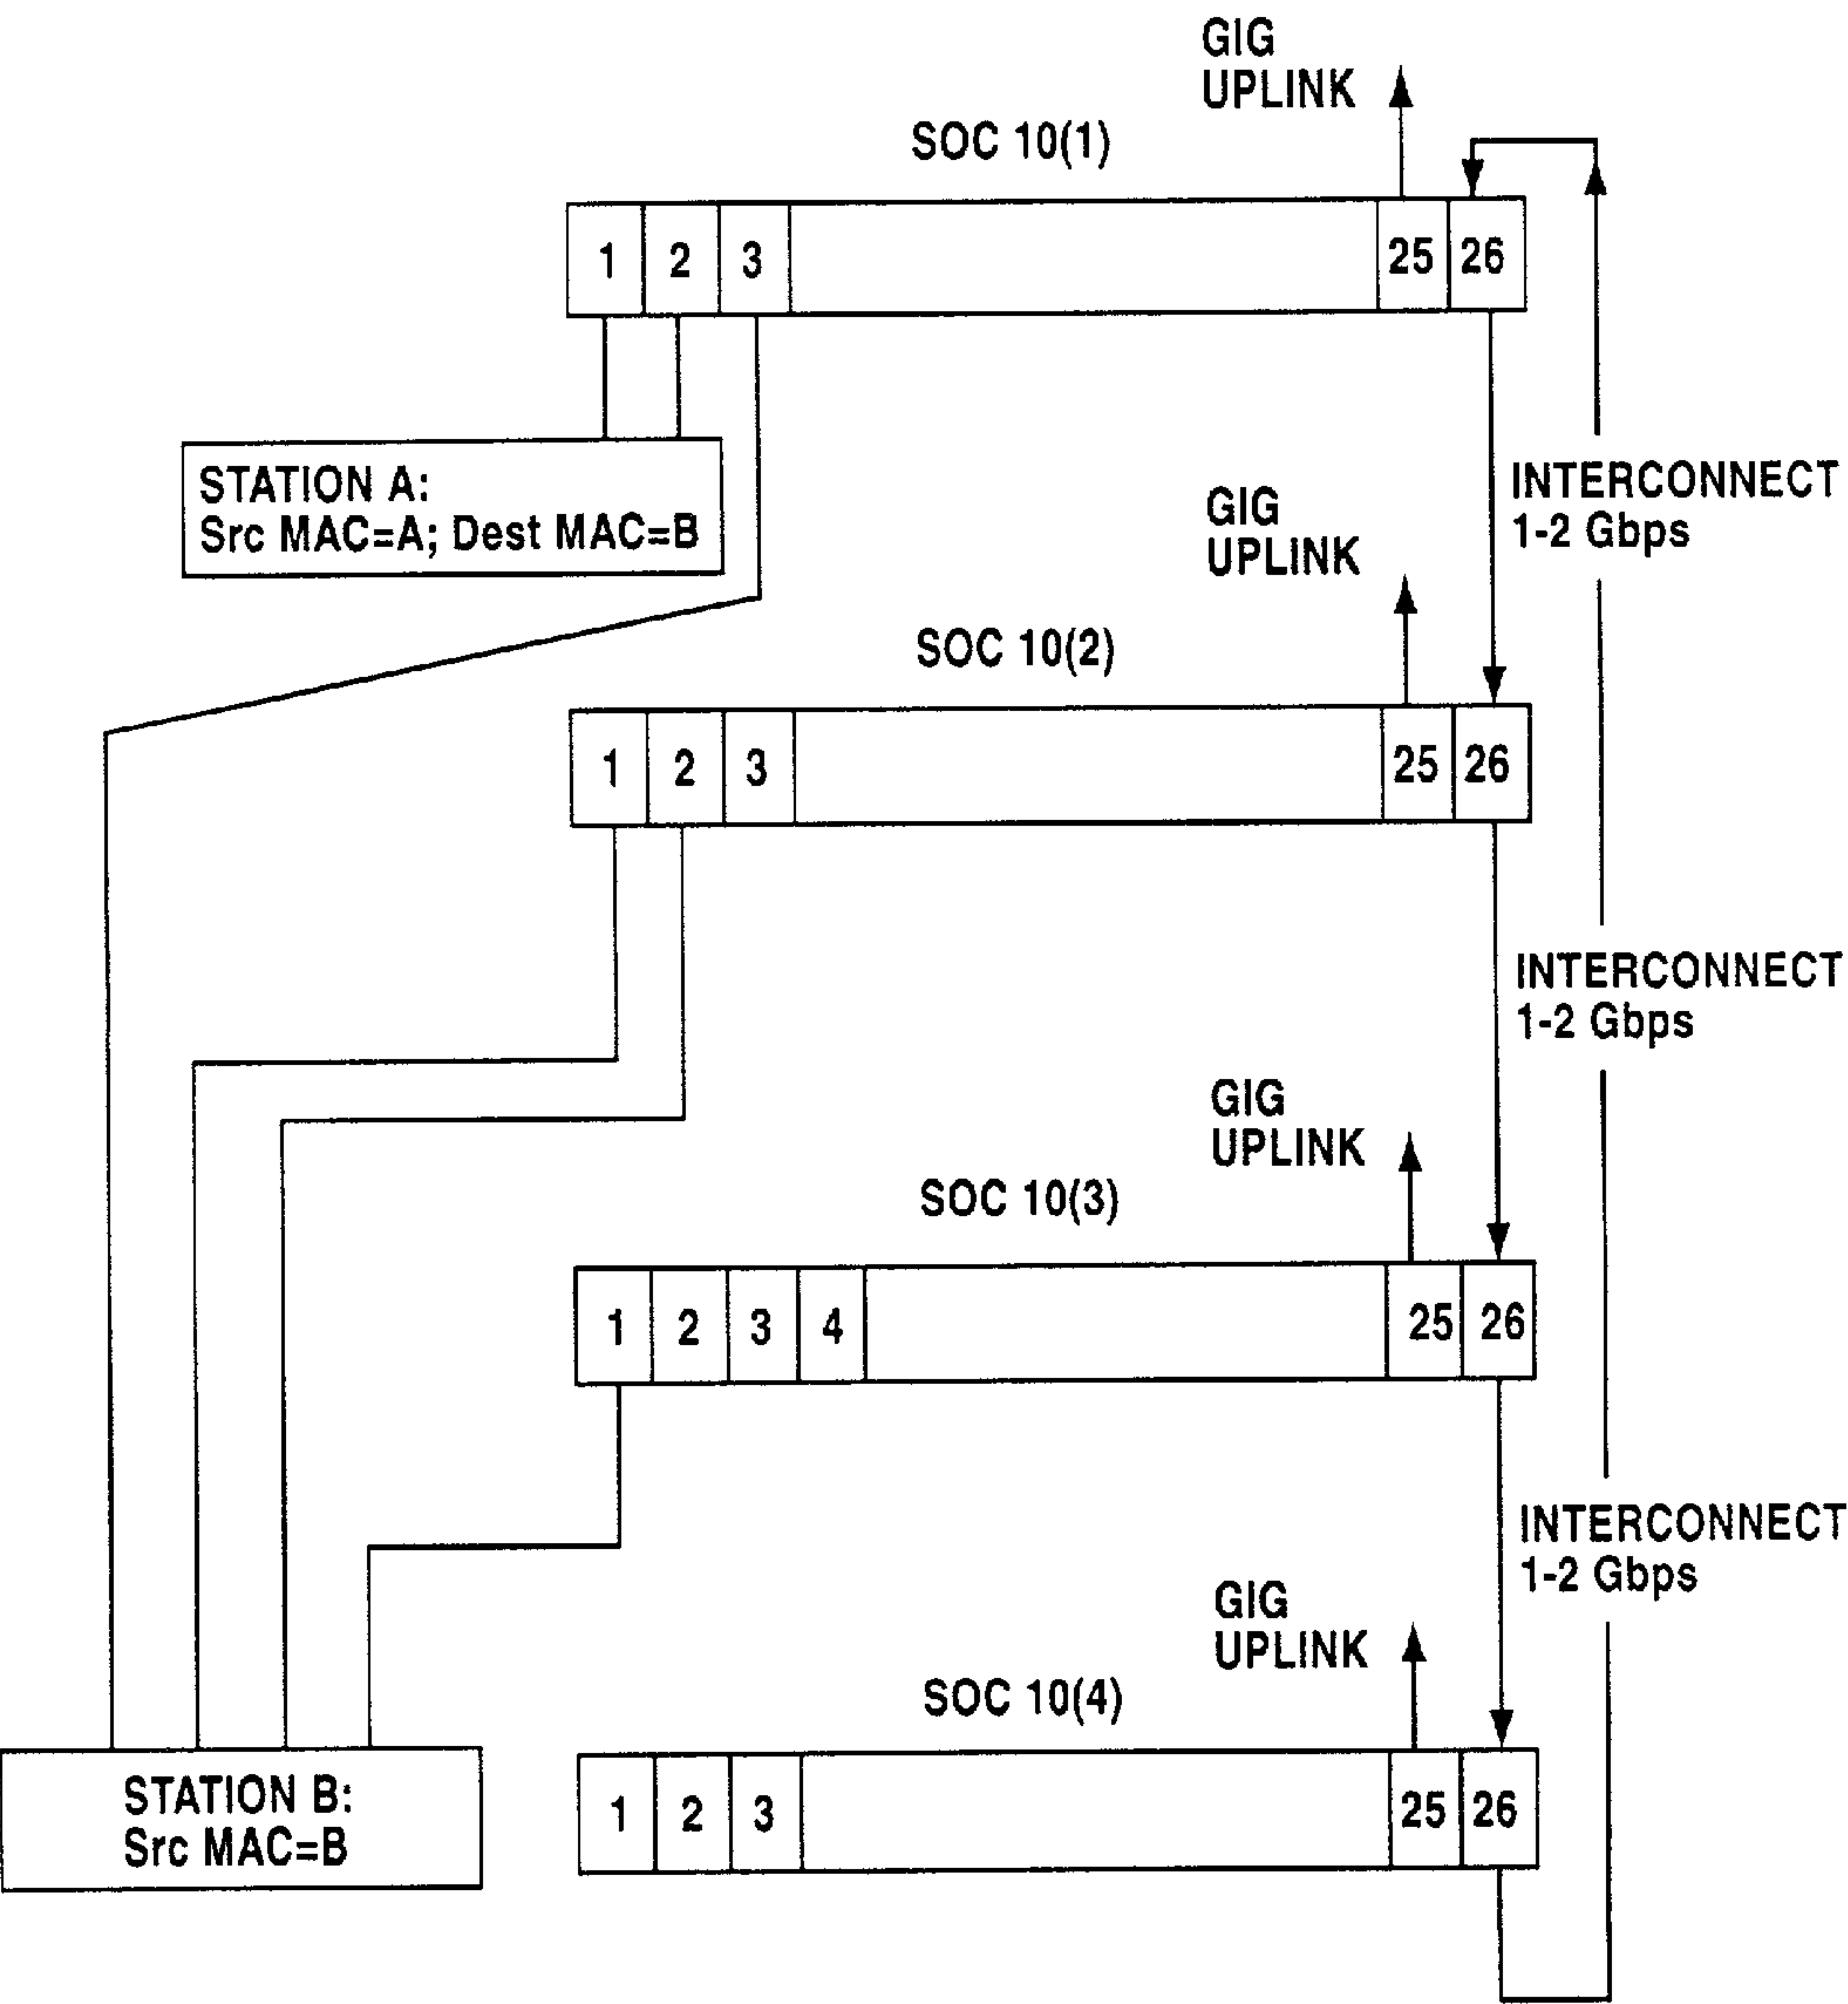 GIG
UPLINK
SOC 10(1)
1 2 3 25 26
STATION A:
Src MAC=A; Dest MAC=B
INTERCONNECT
1-2 Gbps
GIG
UPLINK
SOC 10(2)
1 2 3 25 26
INTERCONNECT
1-2 Gbps
GIG
UPLINK
SOC 10(3)
1 2 3 4 25 26
INTERCONNECT
1-2 Gbps
GIG
UPLINK
SOC 10(4)
1 2 3 25 26
STATION B:
Src MAC=B